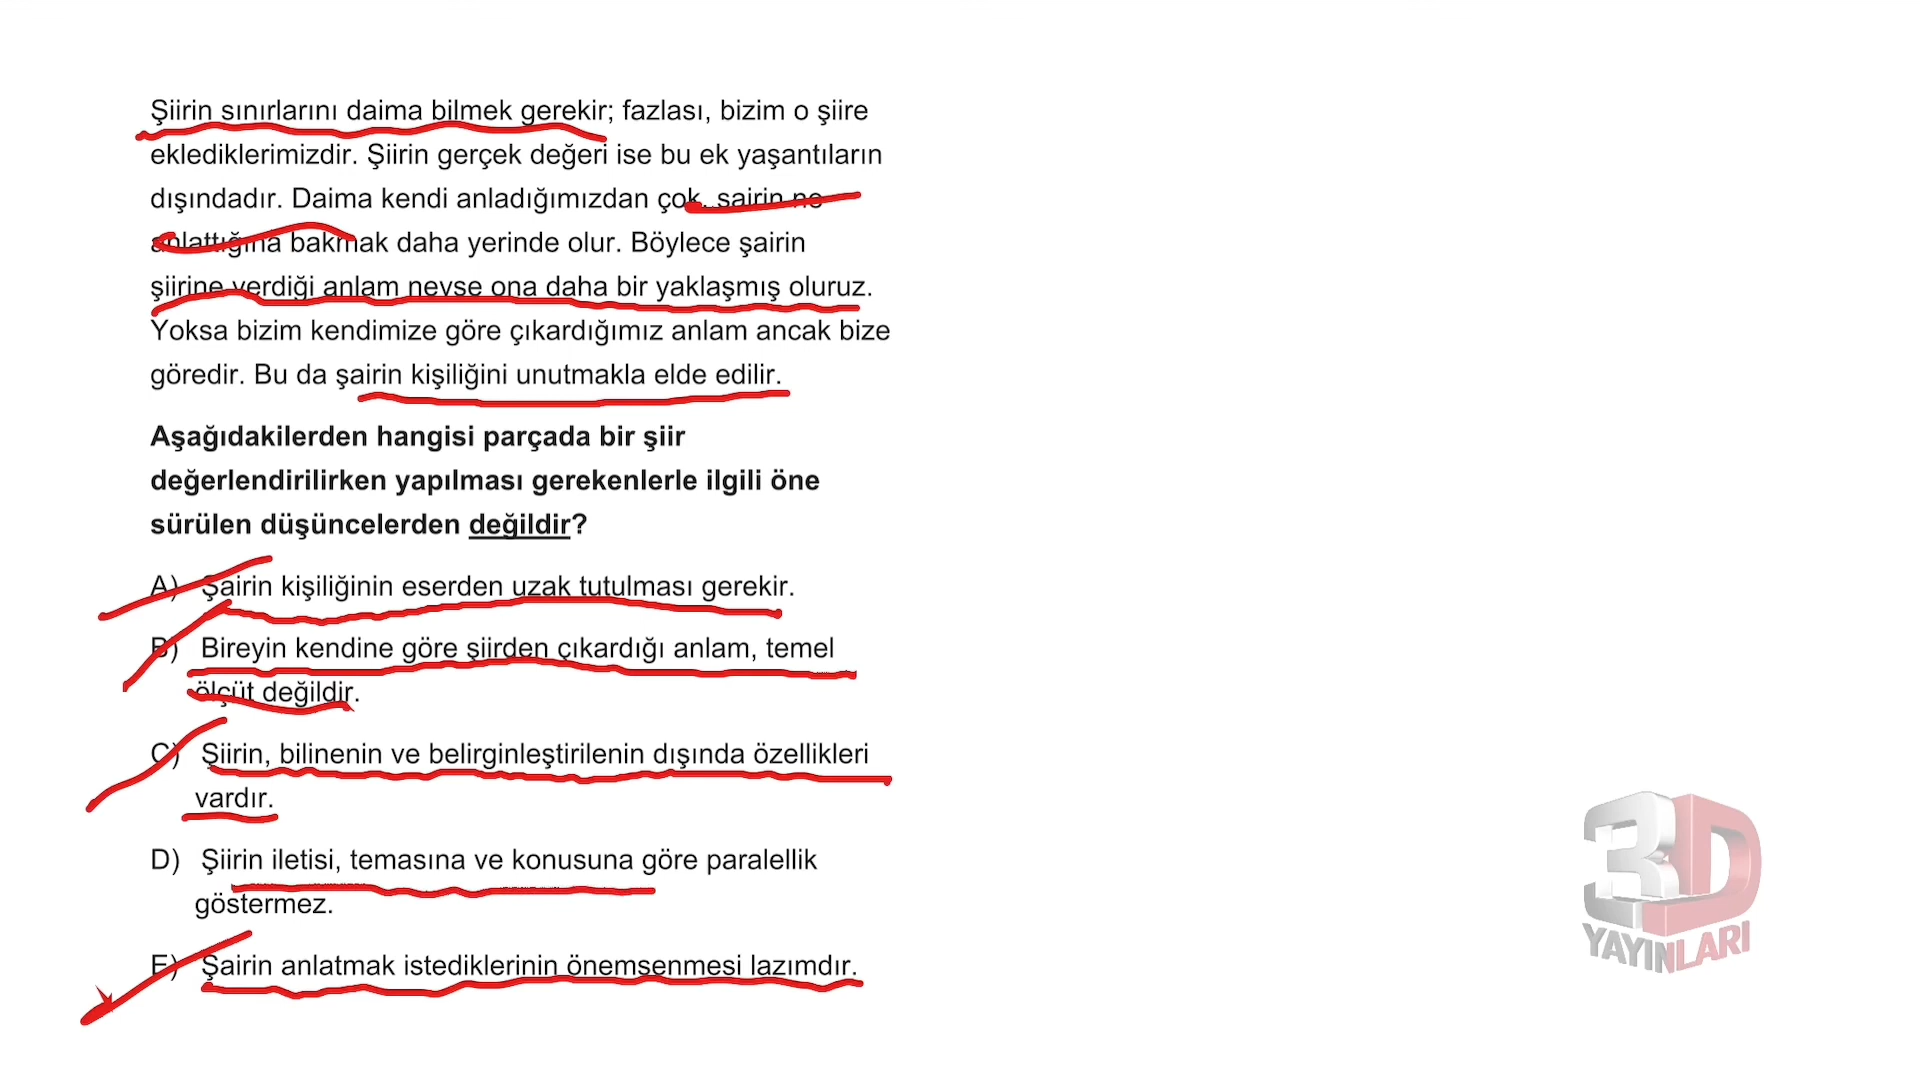 Şiirin sınırlarını daima bilmek gerekir; fazlası, bizim o şiire
eklediklerimizdir. Şiirin gerçek değeri ise bu ek yaşantıların
dışındadır. Daima kendi anladığımızdan çok, şairin ne
anlattığına bakmak daha yerinde olur. Böylece şairin
şiirine verdiği anlam neyse ona daha bir yaklaşmış oluruz.
Yoksa bizim kendimize göre çıkardığımız anlam ancak bize
göredir. Bu da şairin kişiliğini unutmakla elde edilir.
Aşağıdakilerden hangisi parçada bir şiir
değerlendirilirken yapılması gerekenlerle ilgili öne
sürülen düşüncelerden değildir?
A) Şairin kişiliğinin eserden uzak tutulması gerekir.
B) Bireyin kendine göre şiirden çıkardığı anlam, temel
ölçüt değildir.
C) Şiirin, bilinenin ve belirginleştirilenin dışında özellikleri
vardır.
D) Şiirin iletisi, temasına ve konusuna göre paralellik
göstermez.
E) Şairin anlatmak istediklerinin önemsenmesi lazımdır.
3D
YAYINLARI